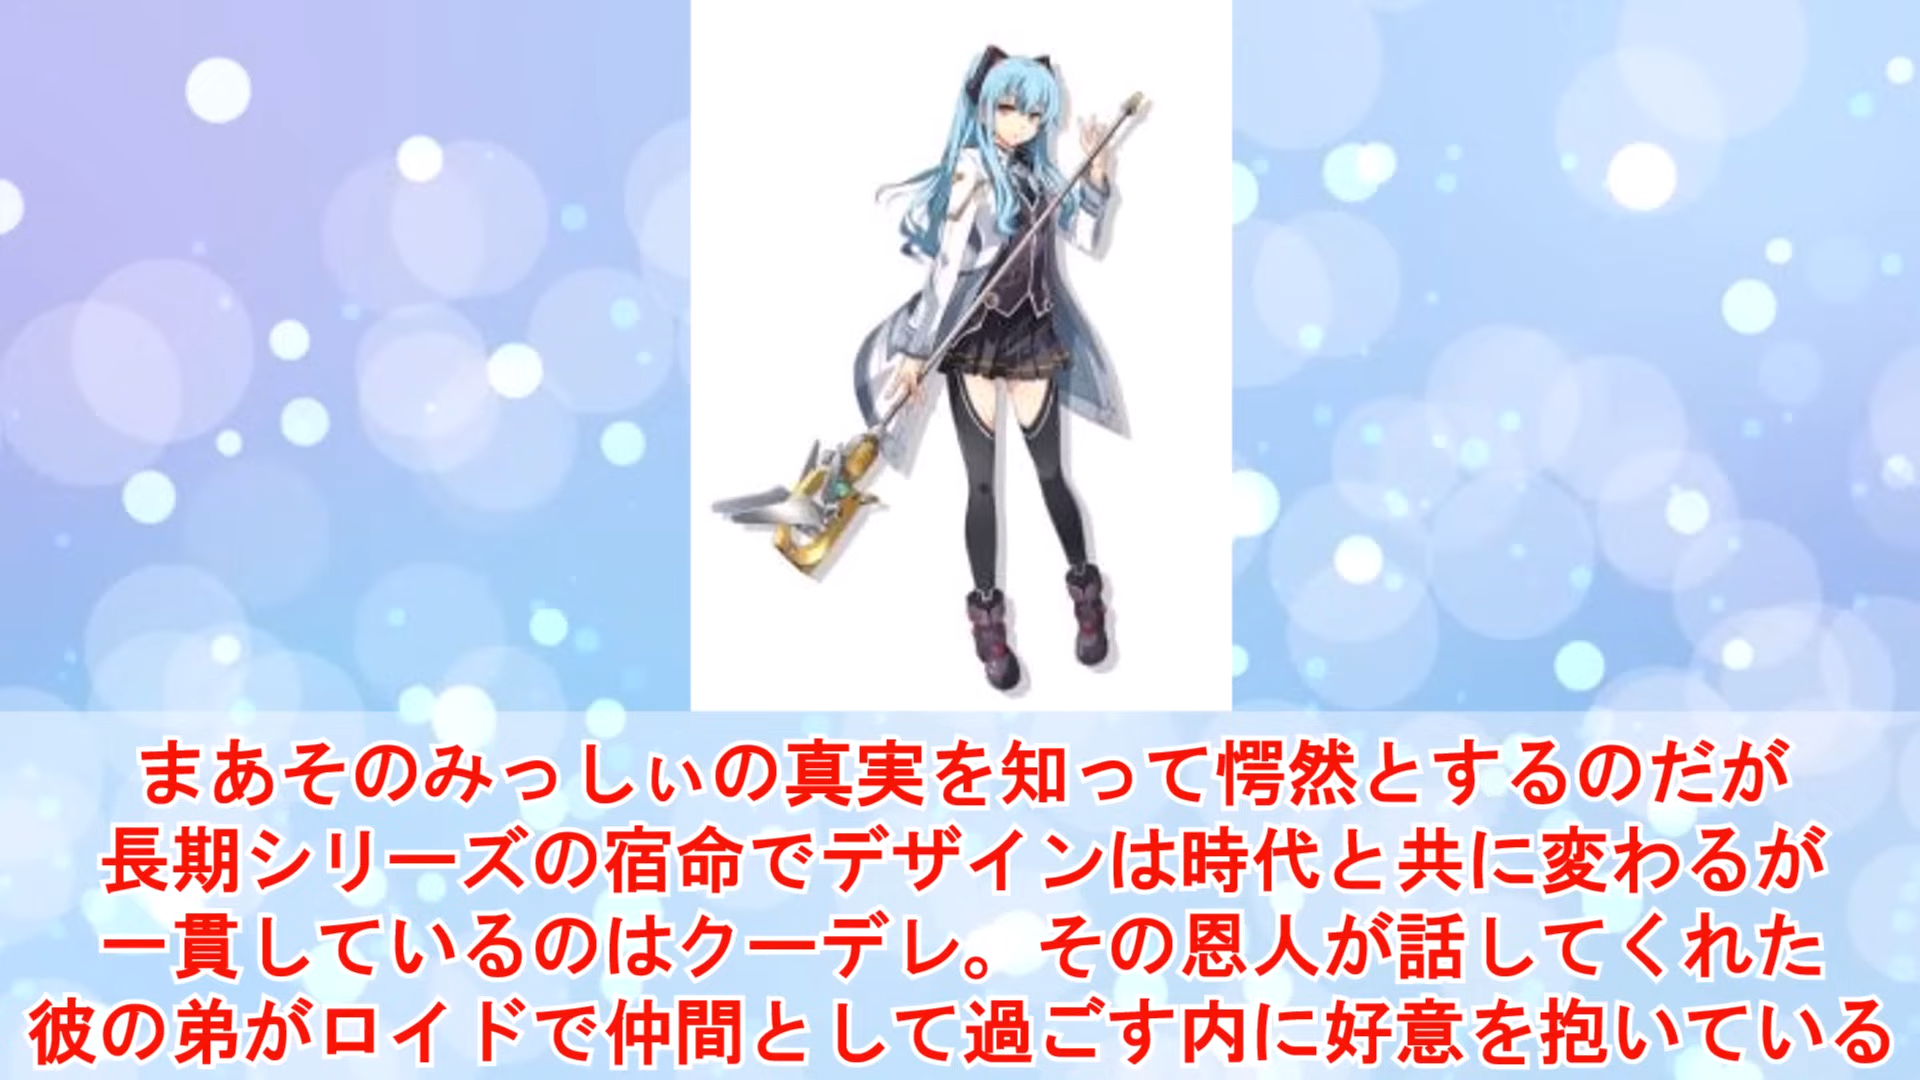 まあそのみっしぃの真実を知って愕然とするのだが
長期シリーズの宿命でデザインは時代と共に変わるが
一貫しているのはクーデレ。その恩人が話してくれた
彼の弟がロイドで仲間として過ごす内に好意を抱いている